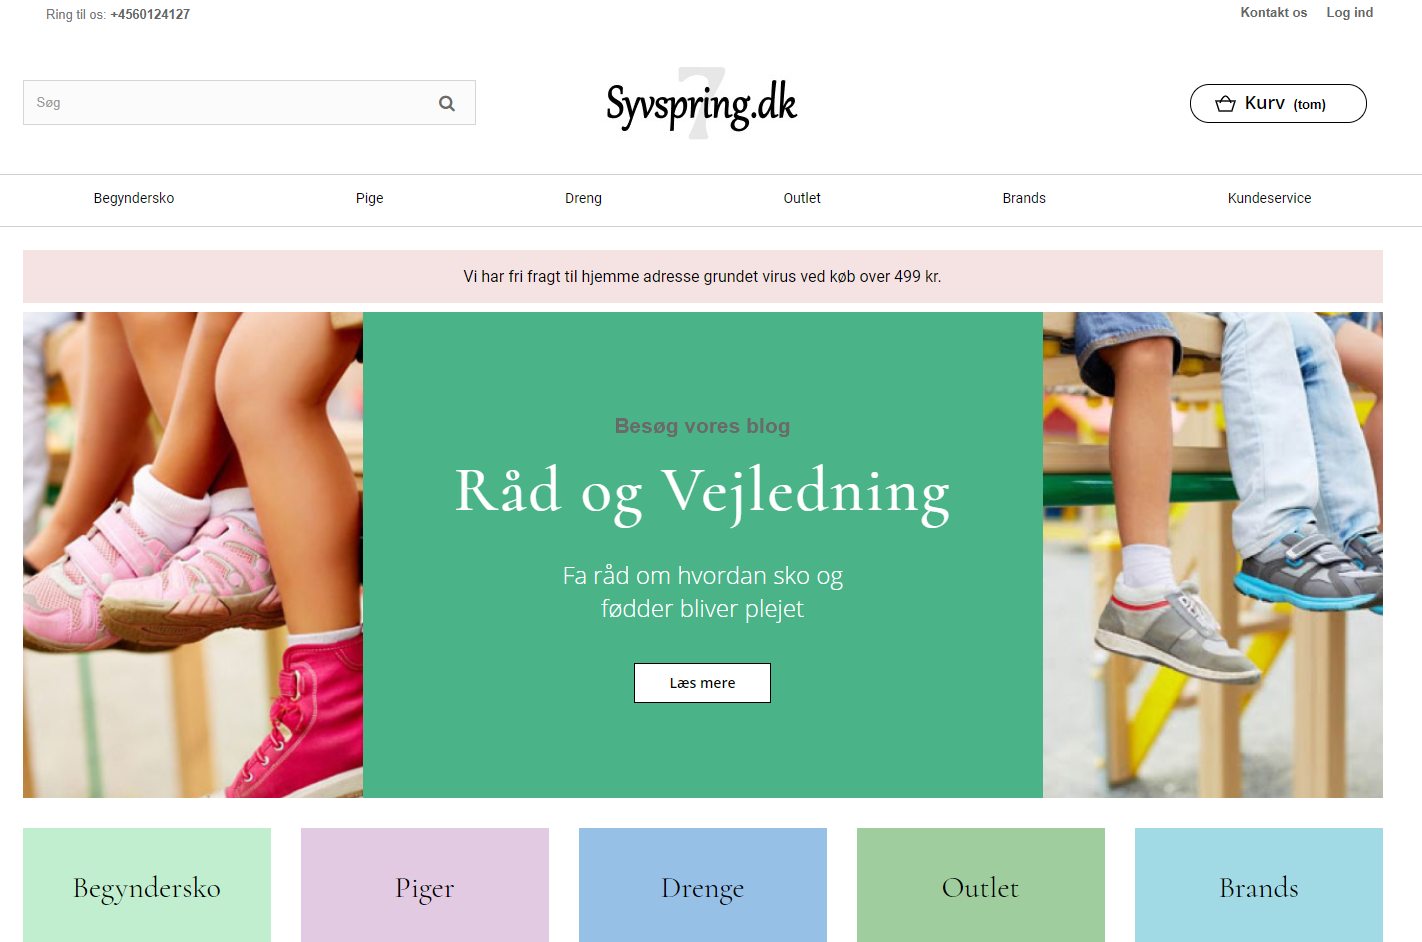 Ring til os: +4560124127
Kontakt os
Log ind
Søg
7
Syvspring.dk
Kurv (tom)
Begyndersko
Pige
Dreng
Outlet
Brands
Kundeservice
Vi har fri fragt til hjemme adresse grundet virus ved køb over 499 kr.
Besøg vores blog
Råd og Vejledning
Fa råd om hvordan sko og
fødder bliver plejet
Læs mere
Begyndersko
Piger
Drenge
Outlet
Brands